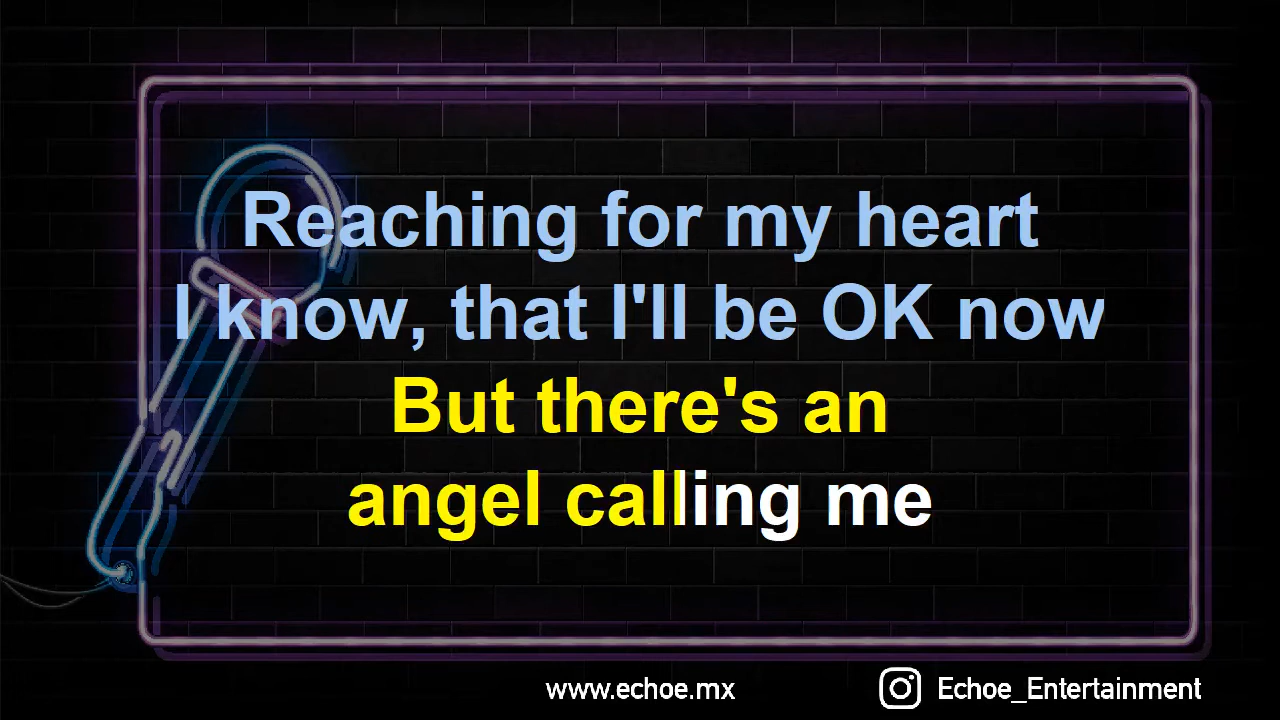 Reaching for my heart
I know, that I'll be OK now
But there's an
angel calling me
www.echoe.mx Echoe_Entertainment